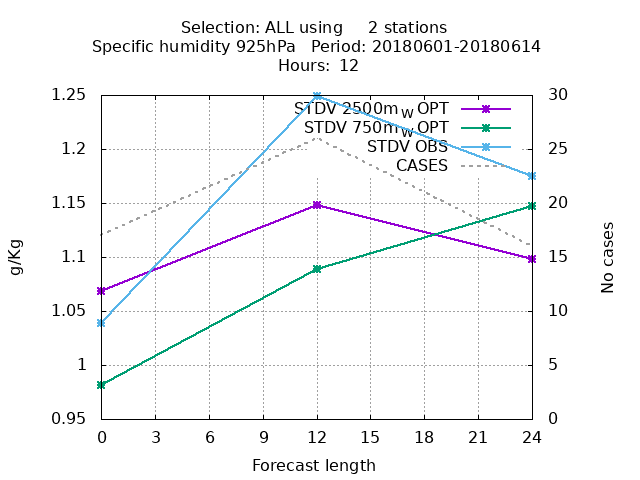 Selection: ALL using     2 stations
Specific humidity 925hPa   Period: 20180601-20180614
Hours: 12
1.25
1.2
1.15
1.1
1.05
1
0.95
30
25
20
15
10
5
0
g/Kg
No cases
STDV 2500m W OPT
STDV 750m W OPT
STDV OBS
CASES
0 3 6 9 12 15 18 21 24
Forecast length